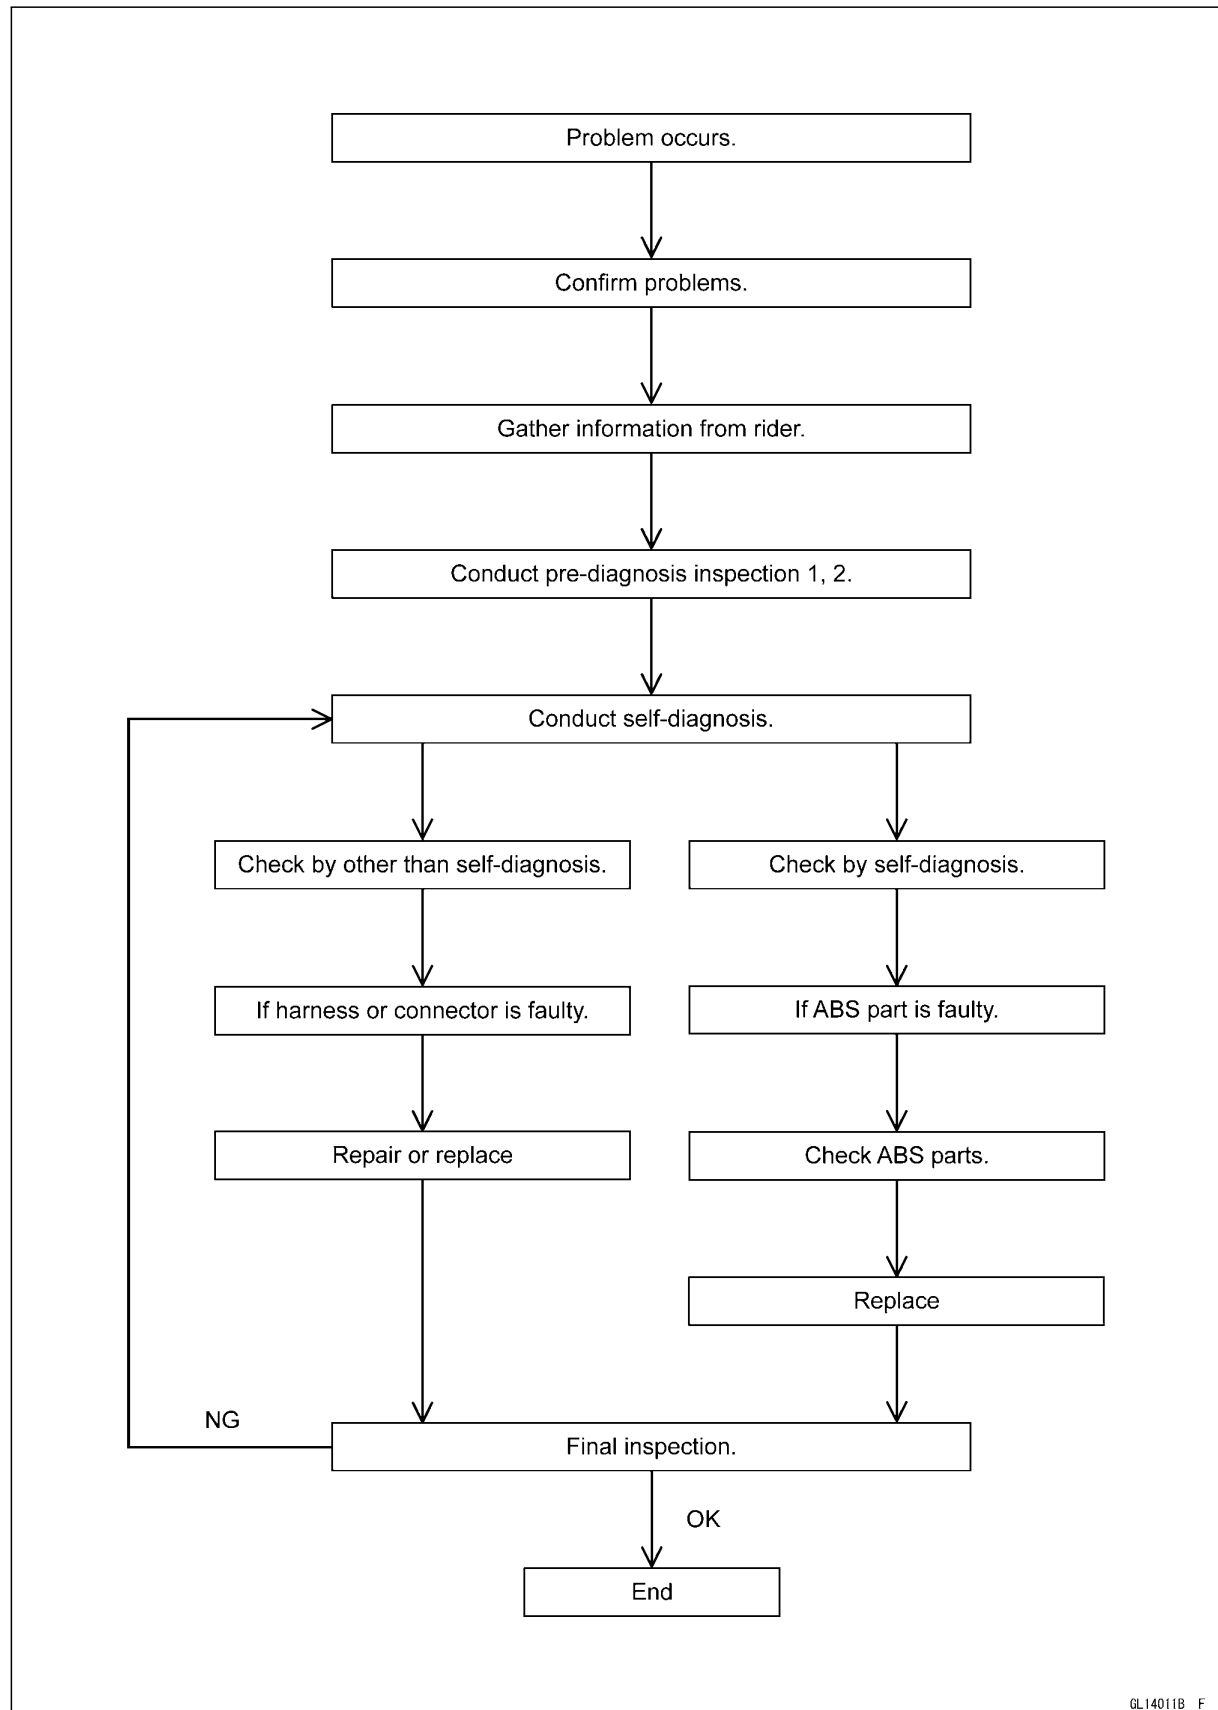 Problem occurs.
Confirm problems.
Gather information from rider.
Conduct pre-diagnosis inspection 1, 2.
Conduct self-diagnosis.
Check by other than self-diagnosis.
Check by self-diagnosis.
If harness or connector is faulty.
If ABS part is faulty.
Repair or replace
Check ABS parts.
Replace
NG
Final inspection.
OK
End
GL14011B F